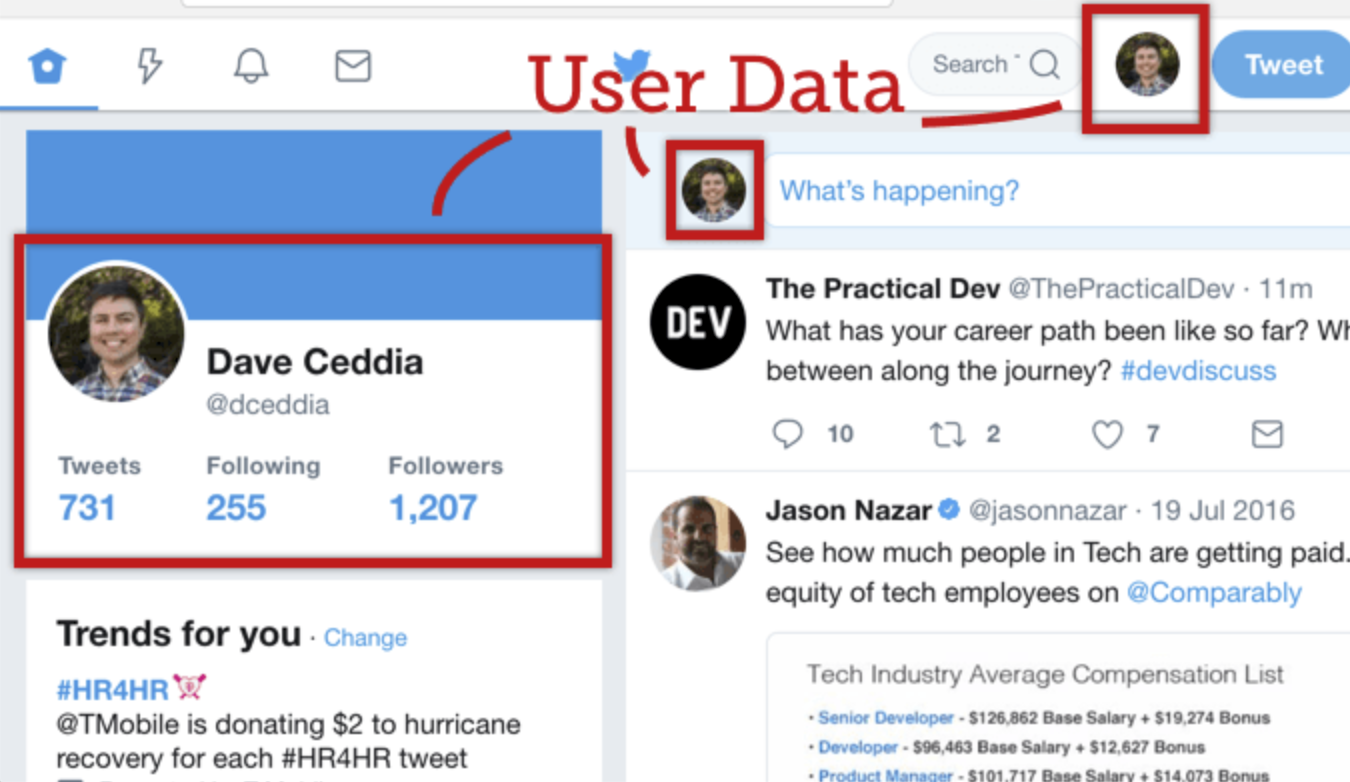 Search
Tweet
User Data
What's happening?
Dave Ceddia
@dceddia
Tweets Following Followers
731 255 1,207
Trends for you · Change
#HR4HR
@TMobile is donating $2 to hurricane
recovery for each #HR4HR tweet
DEV
The Practical Dev @ThePracticalDev · 11m
What has your career path been like so far?
between along the journey? #devdiscuss
10 2 7
Jason Nazar @jasonnazar · 19 Jul 2016
See how much people in Tech are getting paid.
equity of tech employees on @Comparably
Tech Industry Average Compensation List
· Senior Developer - $126,862 Base Salary + $19,274 Bonus
· Developer - $96,463 Base Salary + $12,627 Bonus
· Product Manager - $101,717 Base Salary + $14,073 Bonus